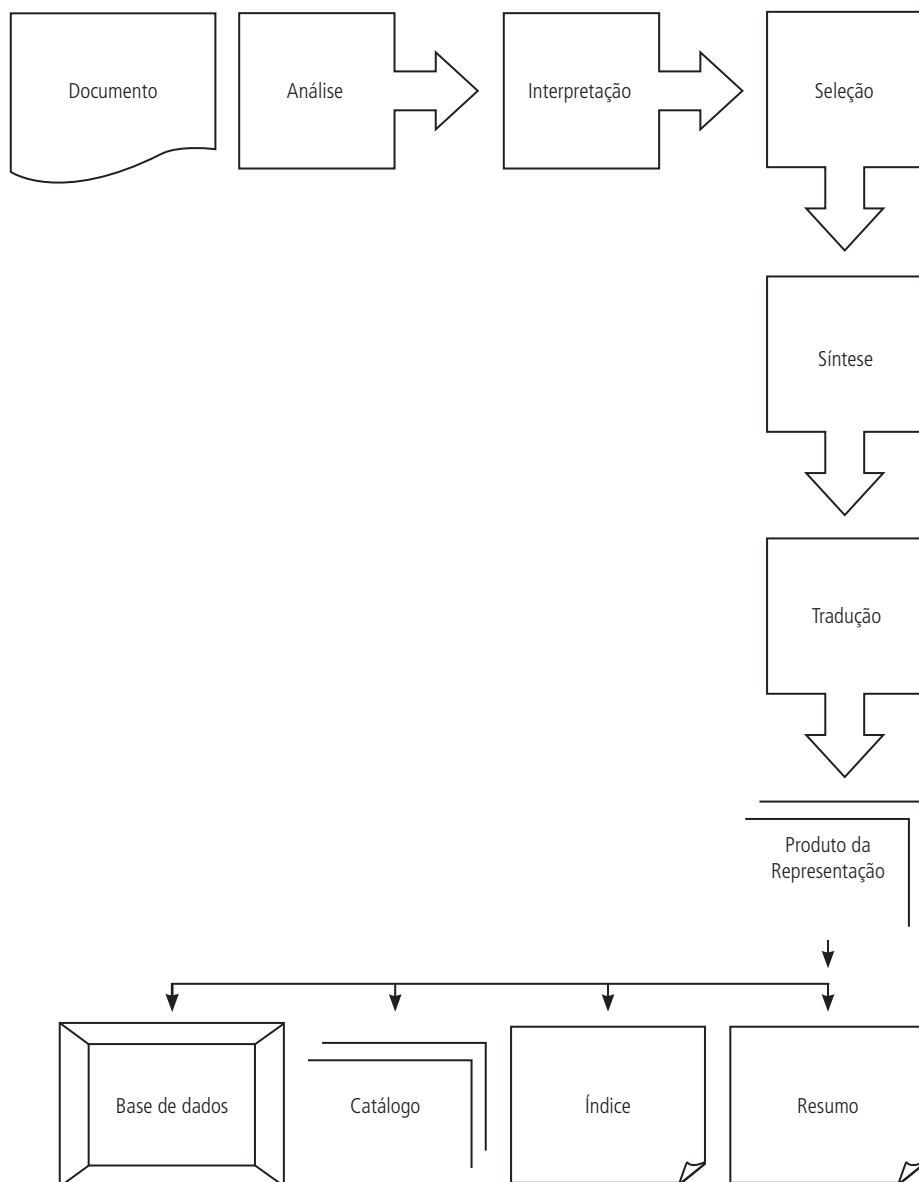 Documento
Análise
Interpretação
Seleção
Síntese
Tradução
Produto da
Representação
Base de dados
Catálogo
Índice
Resumo